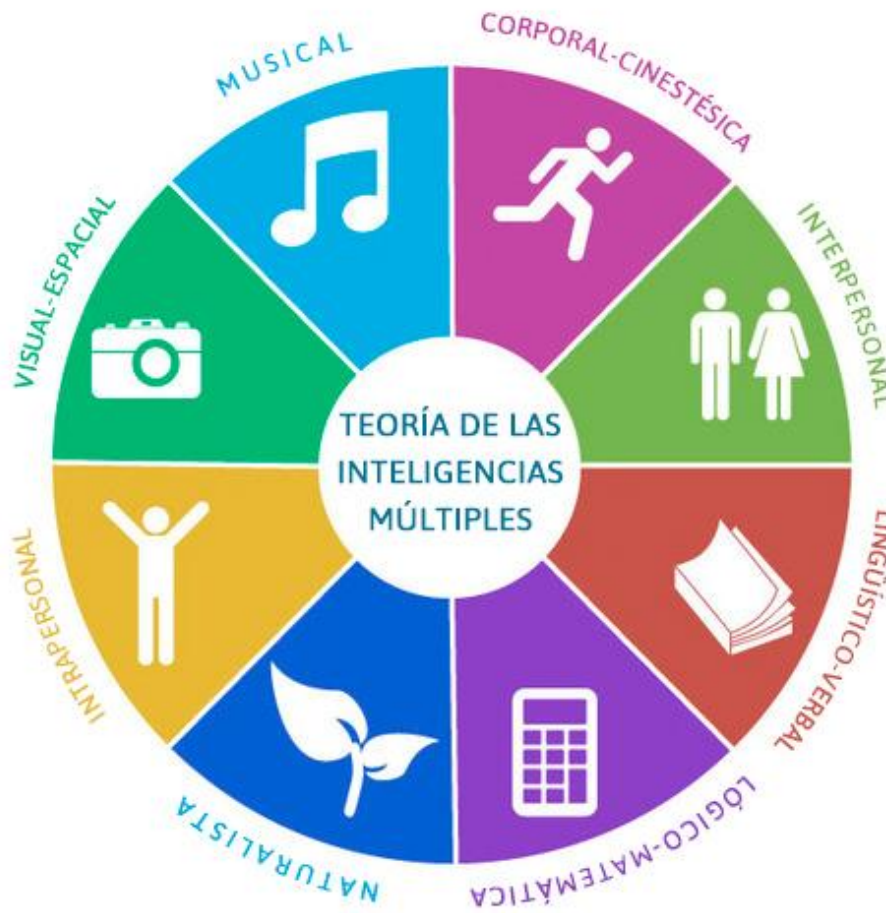 MUSICAL
CORPORAL-CINESTÉSICA
INTERPERSONAL
LINGÜÍSTICO-VERBAL
LÓGICO-MATEMÁTICA
NATURALISTA
INTRAPERSONAL
VISUAL-ESPACIAL
TEORÍA DE LAS
INTELIGENCIAS
MÚLTIPLES